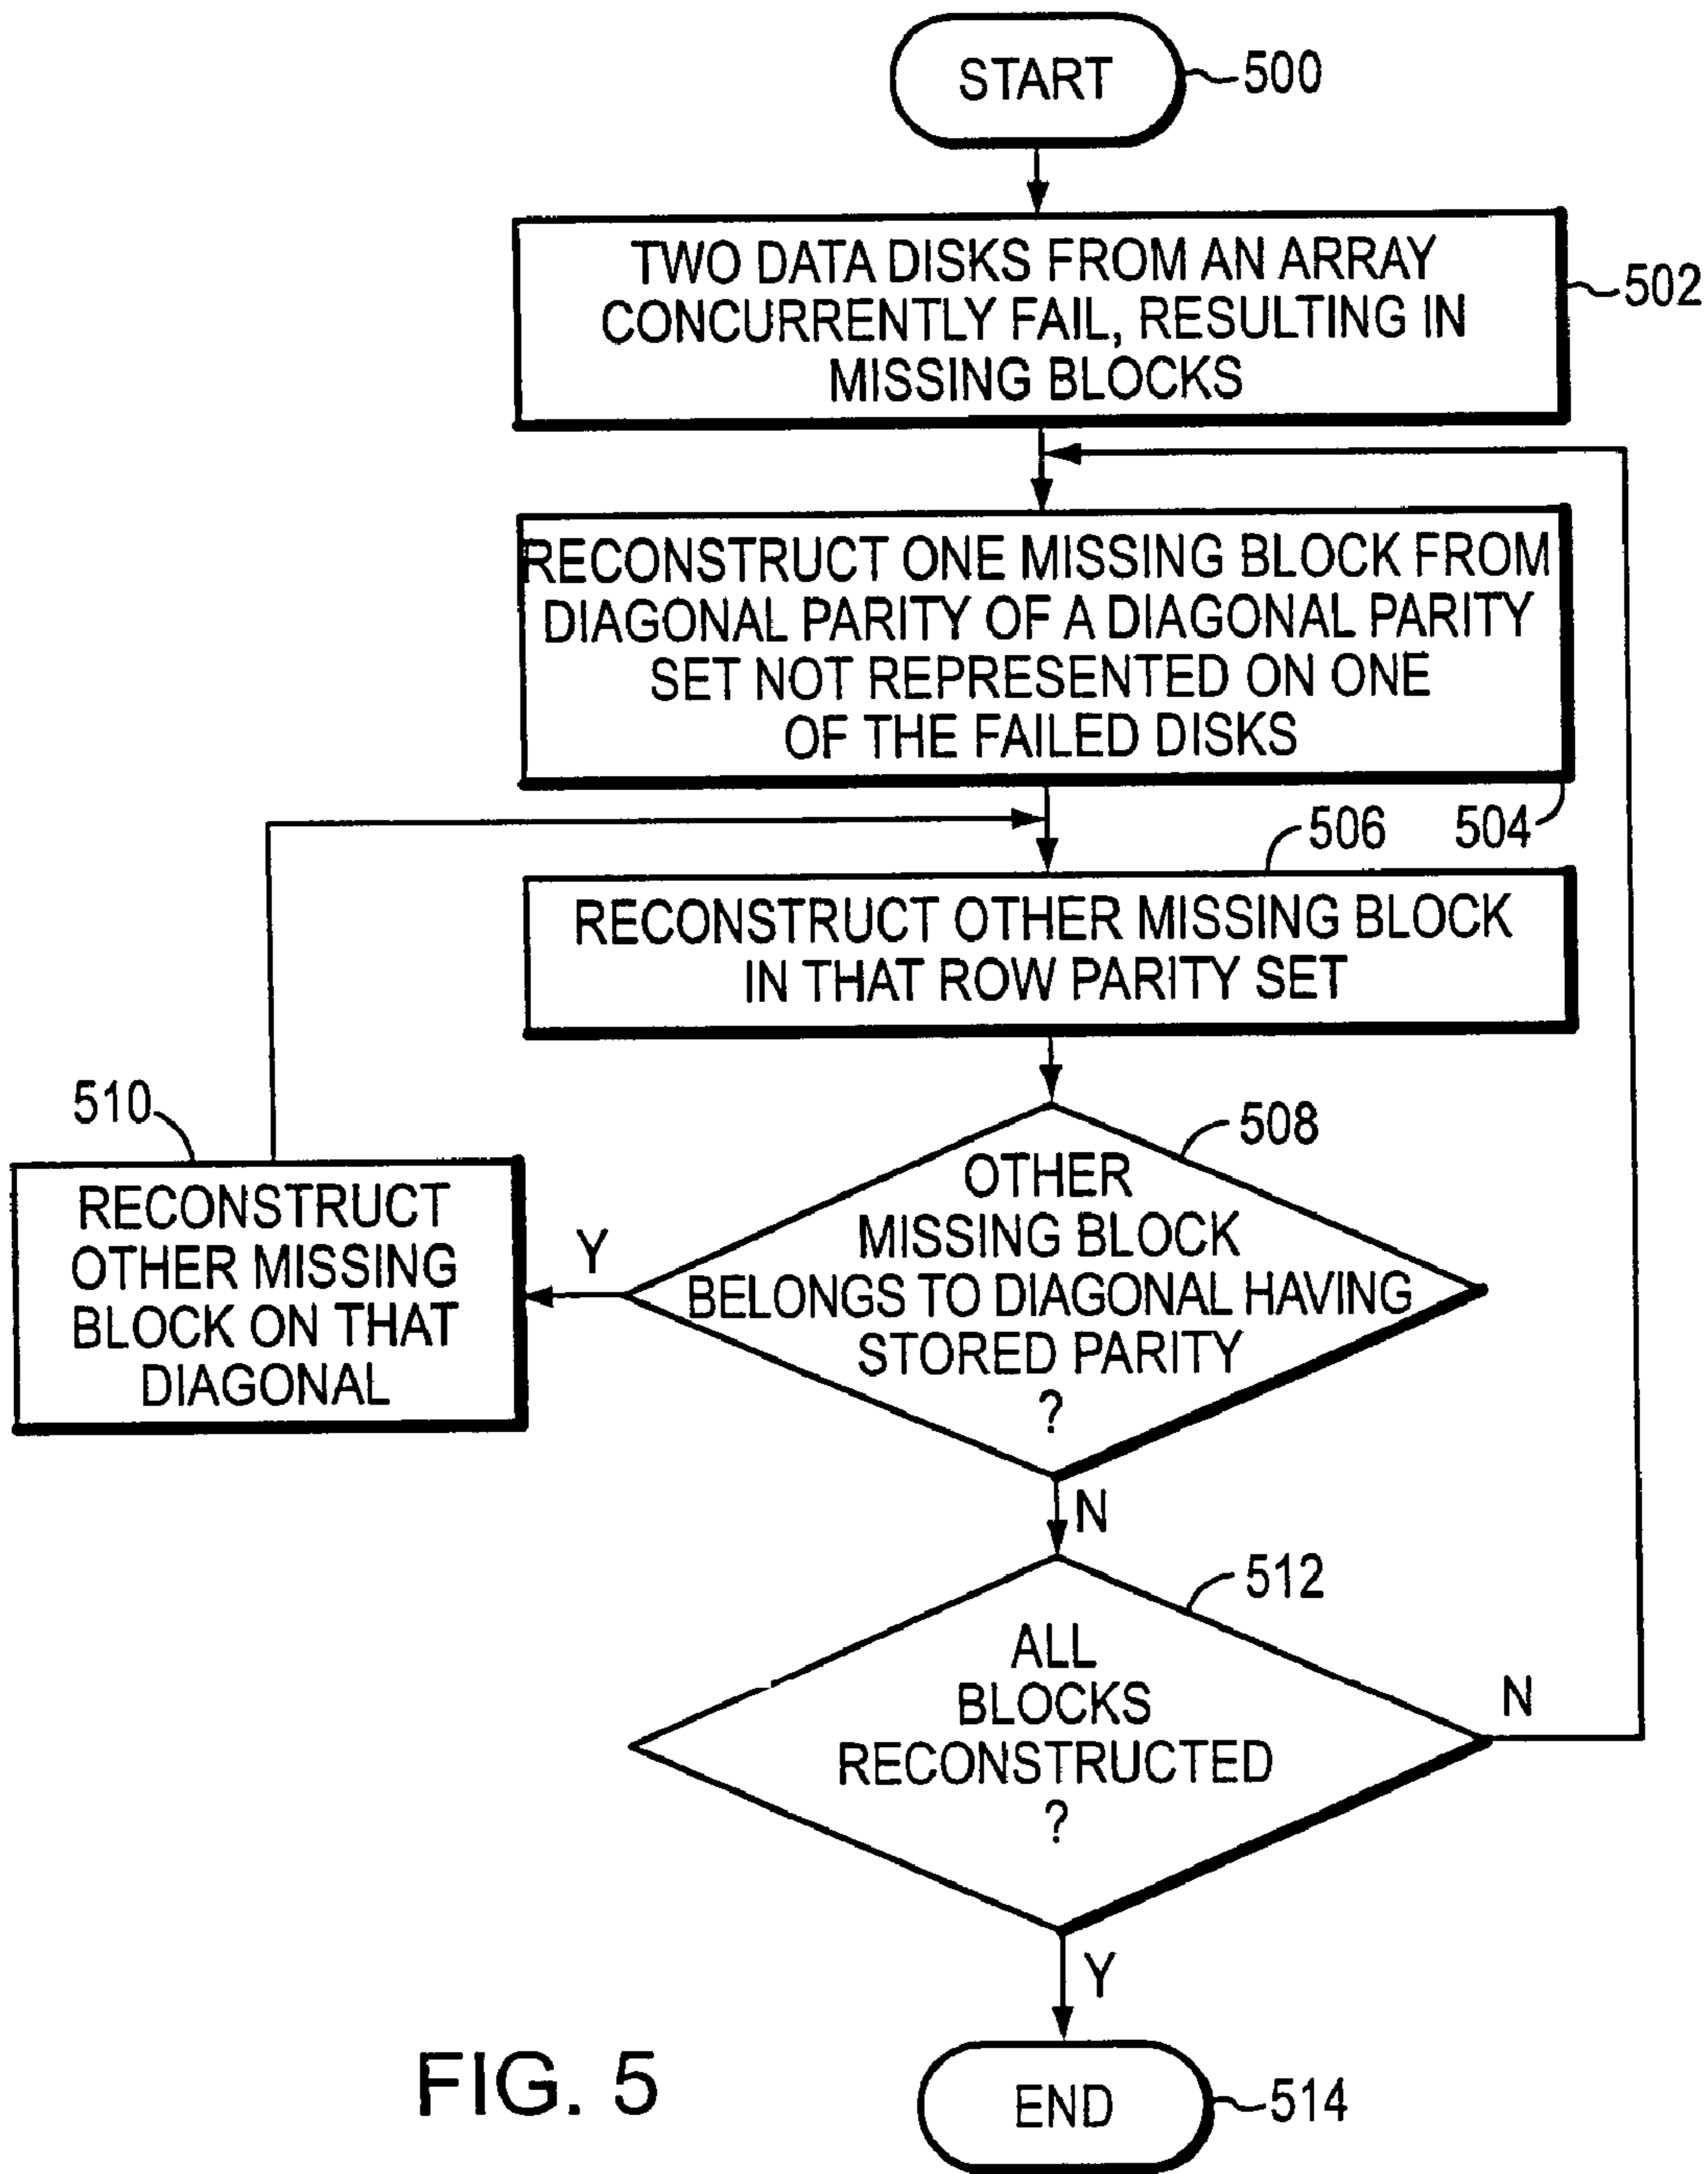 START
500
TWO DATA DISKS FROM AN ARRAY
CONCURRENTLY FAIL, RESULTING IN
MISSING BLOCKS
502
RECONSTRUCT ONE MISSING BLOCK FROM
DIAGONAL PARITY OF A DIAGONAL PARITY
SET NOT REPRESENTED ON ONE
OF THE FAILED DISKS
504
506
RECONSTRUCT OTHER MISSING BLOCK
IN THAT ROW PARITY SET
508
OTHER
MISSING BLOCK
BELONGS TO DIAGONAL HAVING
STORED PARITY
?
Y
510
RECONSTRUCT
OTHER MISSING
BLOCK ON THAT
DIAGONAL
N
512
ALL
BLOCKS
RECONSTRUCTED
?
N
Y
END
514
FIG. 5